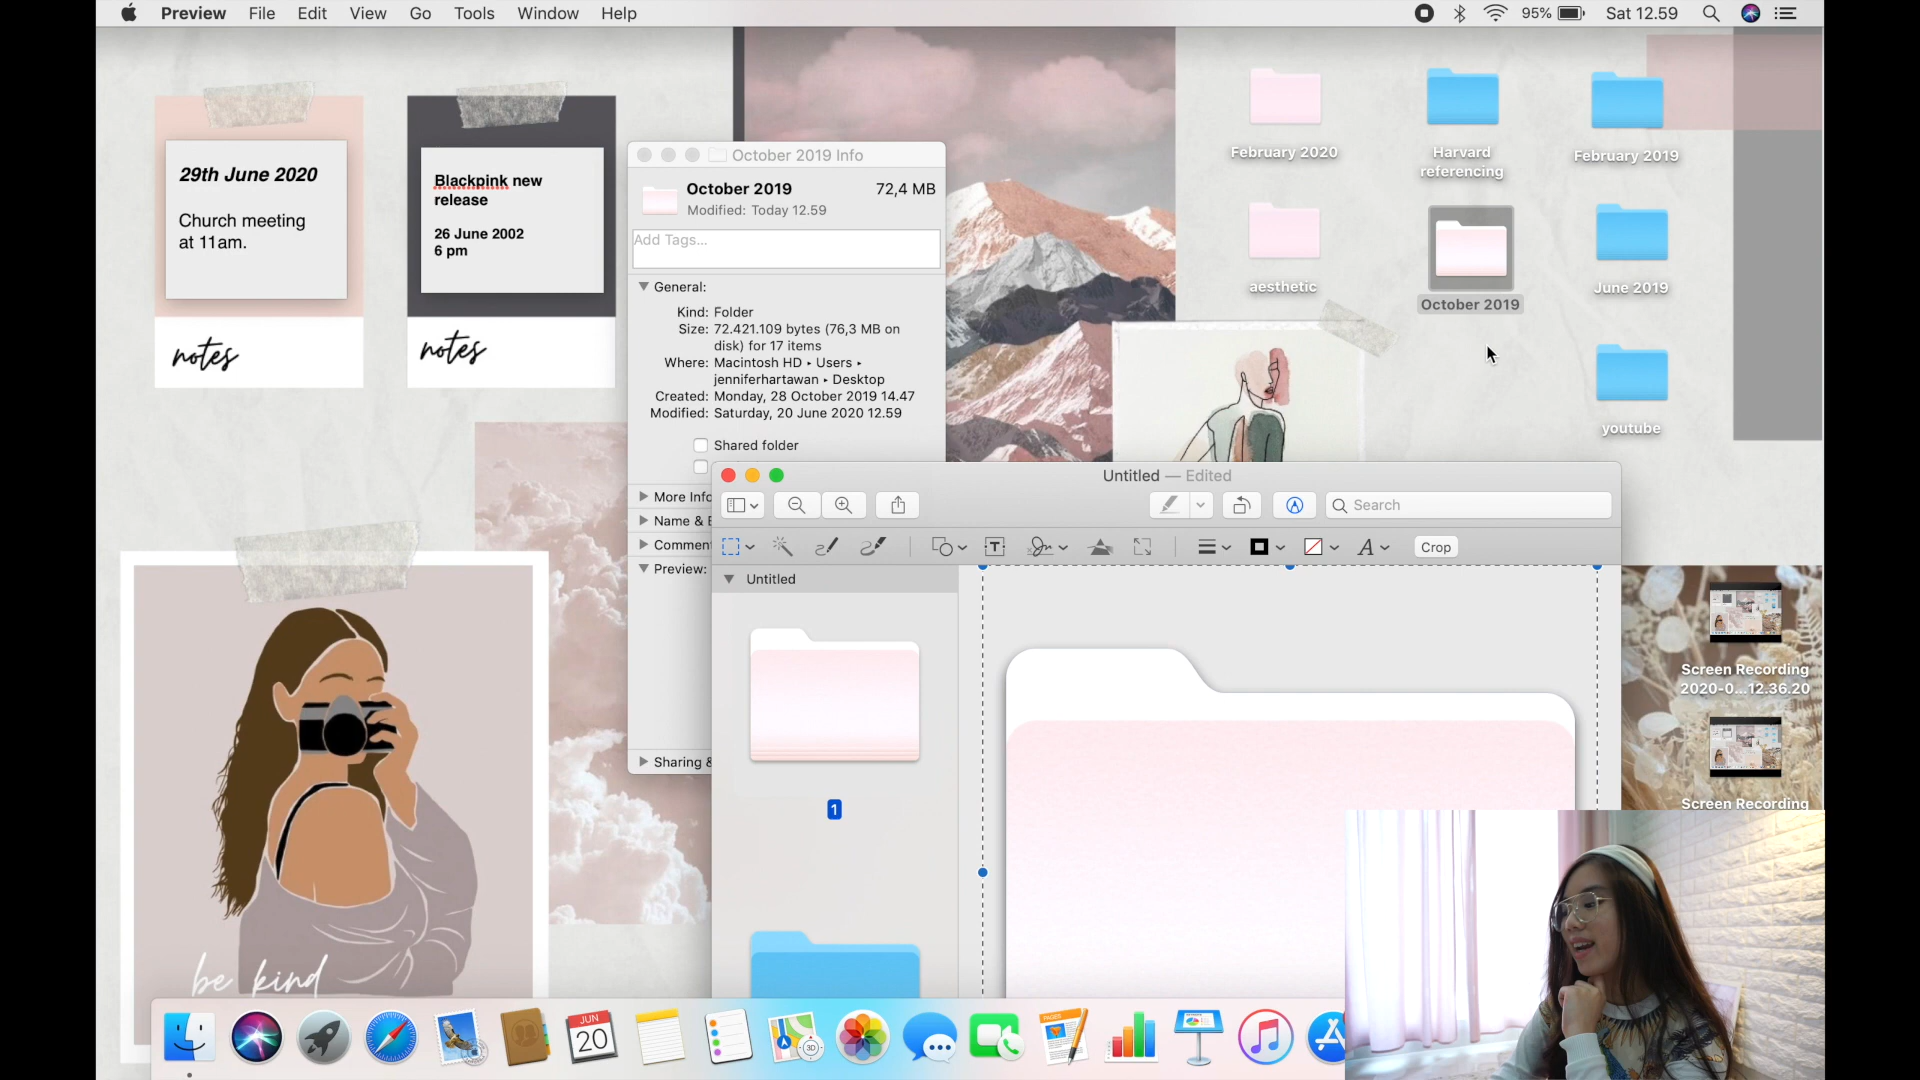 Preview File Edit View Go Tools Window Help
95% Sat 12.59
29th June 2020
Church meeting
at 11am.
notes
Blackpink new
release
26 June 2002
6 pm
notes
be kind
October 2019 Info
October 2019 72,4 MB
Modified: Today 12.59
Add Tags...
General:
Kind: Folder
Size: 72.421.109 bytes (76,3 MB on
disk) for 17 items
Where: Macintosh HD ▸ Users ▸
jenniferhartawan ▸ Desktop
Created: Monday, 28 October 2019 14.47
Modified: Saturday, 20 June 2020 12.59
Shared folder
More Info
Name &
Commen
Preview:
Sharing &
February 2020
Harvard
referencing
February 2019
aesthetic
October 2019
June 2019
youtube
Untitled — Edited
Search
Crop
Untitled
1
Screen Recording
2020-0...12.36.20
Screen Recording
JUN
20
3D
PAGES